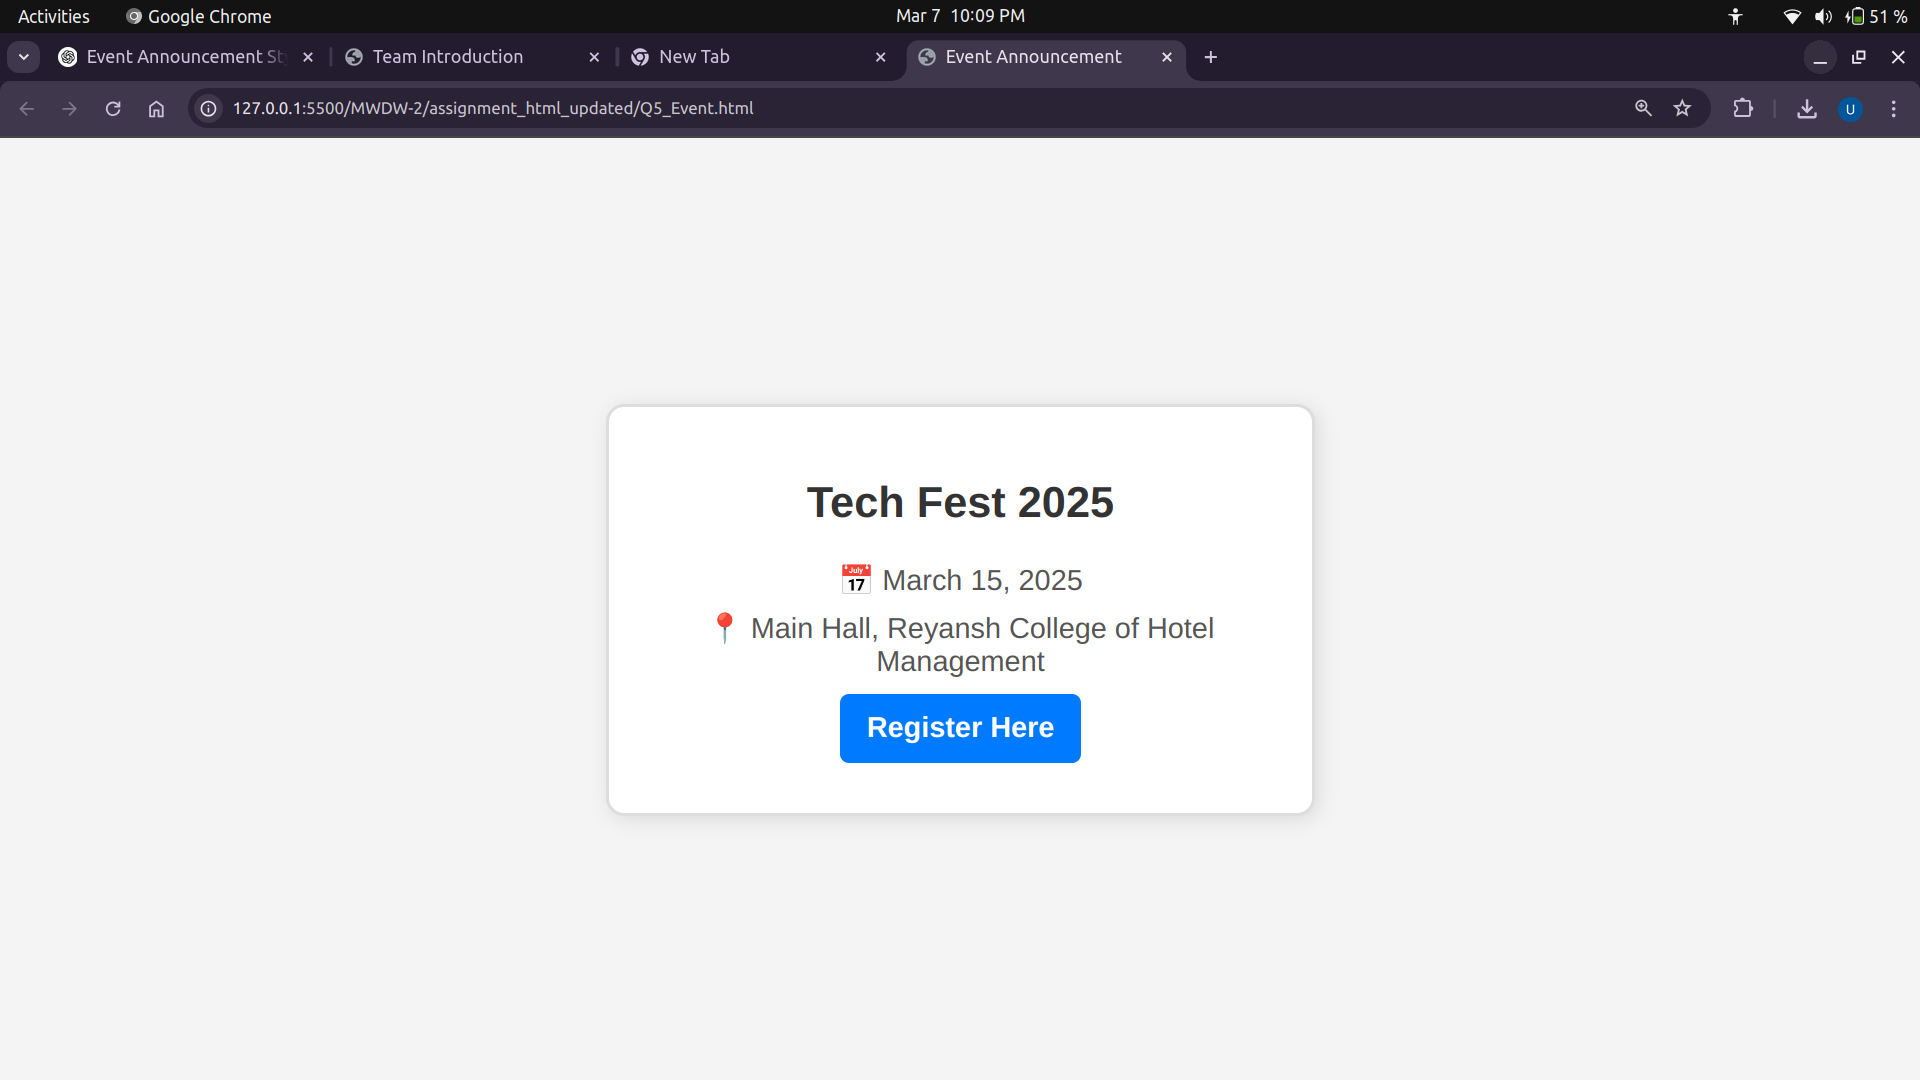 Activities
Google Chrome
Mar 7 10:09 PM
51 %
Event Announcement St
Team Introduction
New Tab
Event Announcement
127.0.0.1:5500/MWDW-2/assignment_html_updated/Q5_Event.html
U
Tech Fest 2025
July
17
March 15, 2025
Main Hall, Reyansh College of Hotel
Management
Register Here